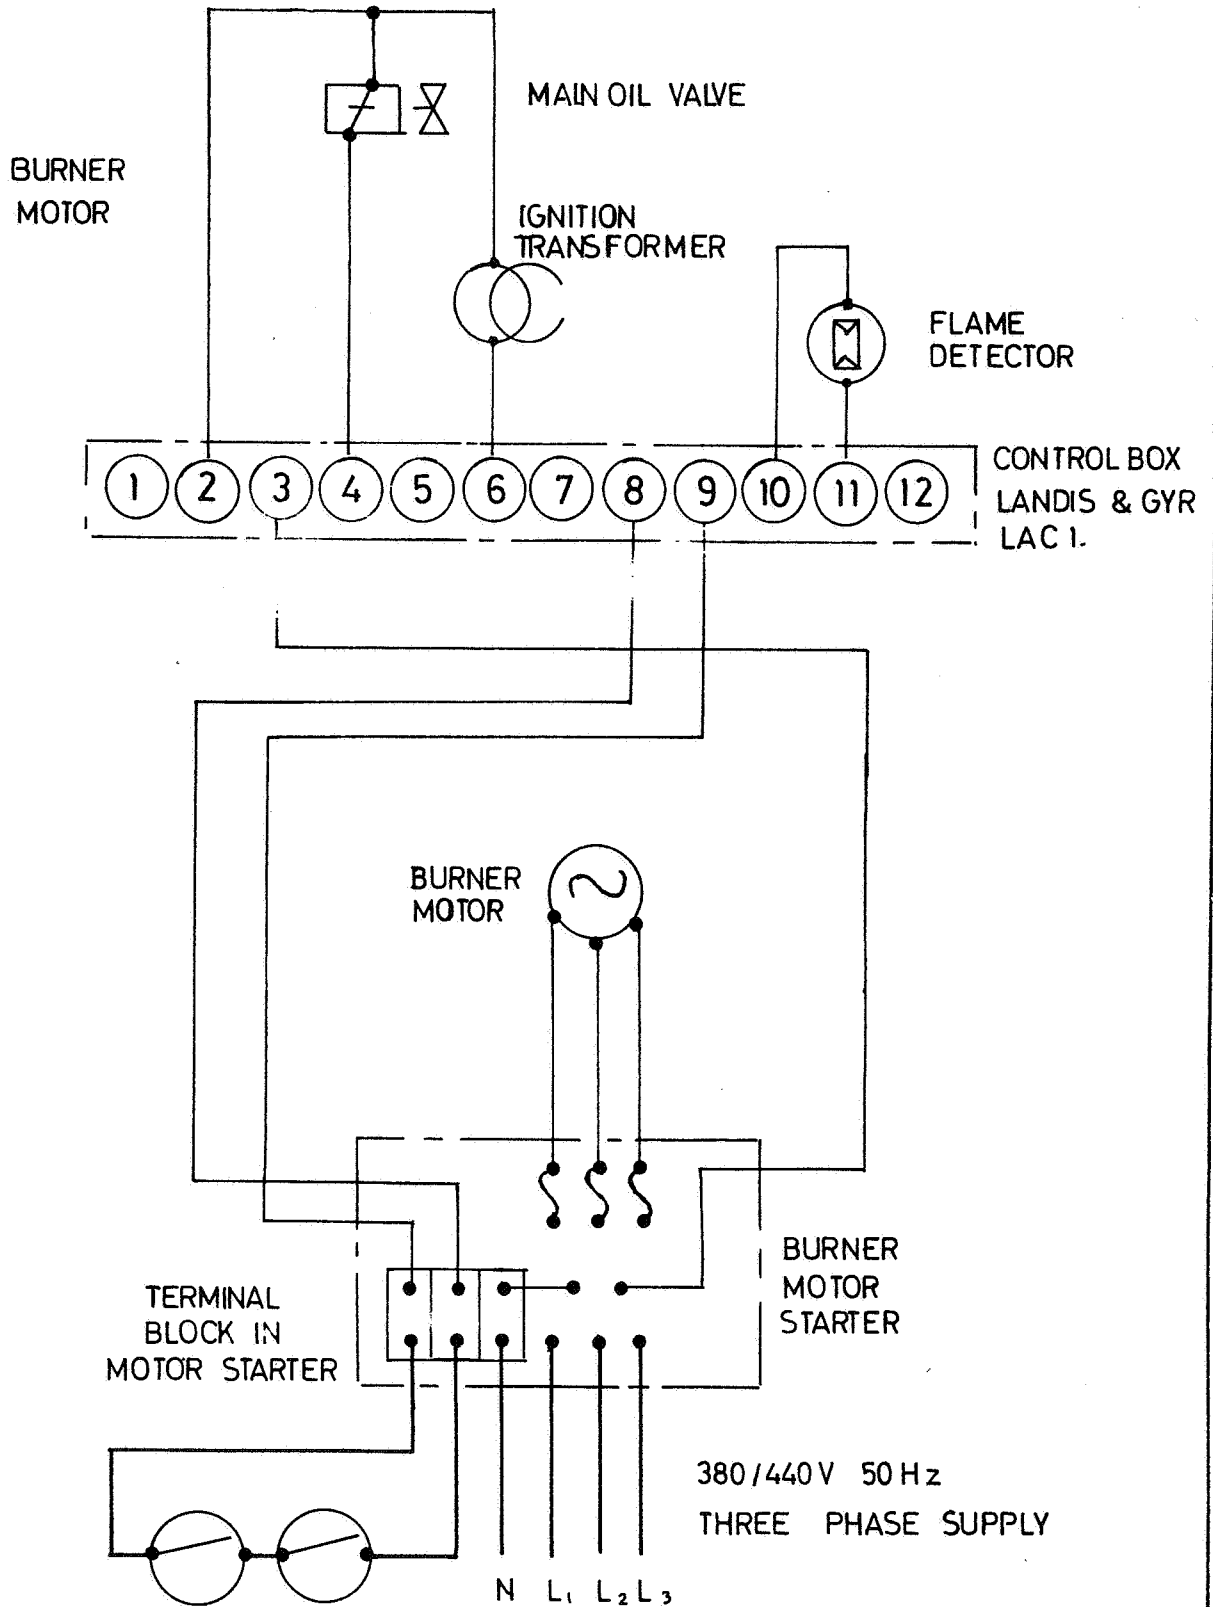 MAIN OIL VALVE
BURNER
MOTOR
IGNITION
TRANSFORMER
FLAME
DETECTOR
1 2 3 4 5 6 7 8 9 10 11 12
CONTROL BOX
LANDIS & GYR
LAC 1.
BURNER
MOTOR
BURNER
MOTOR
STARTER
TERMINAL
BLOCK IN
MOTOR STARTER
380/440V 50Hz
THREE PHASE SUPPLY
N L1 L2 L3